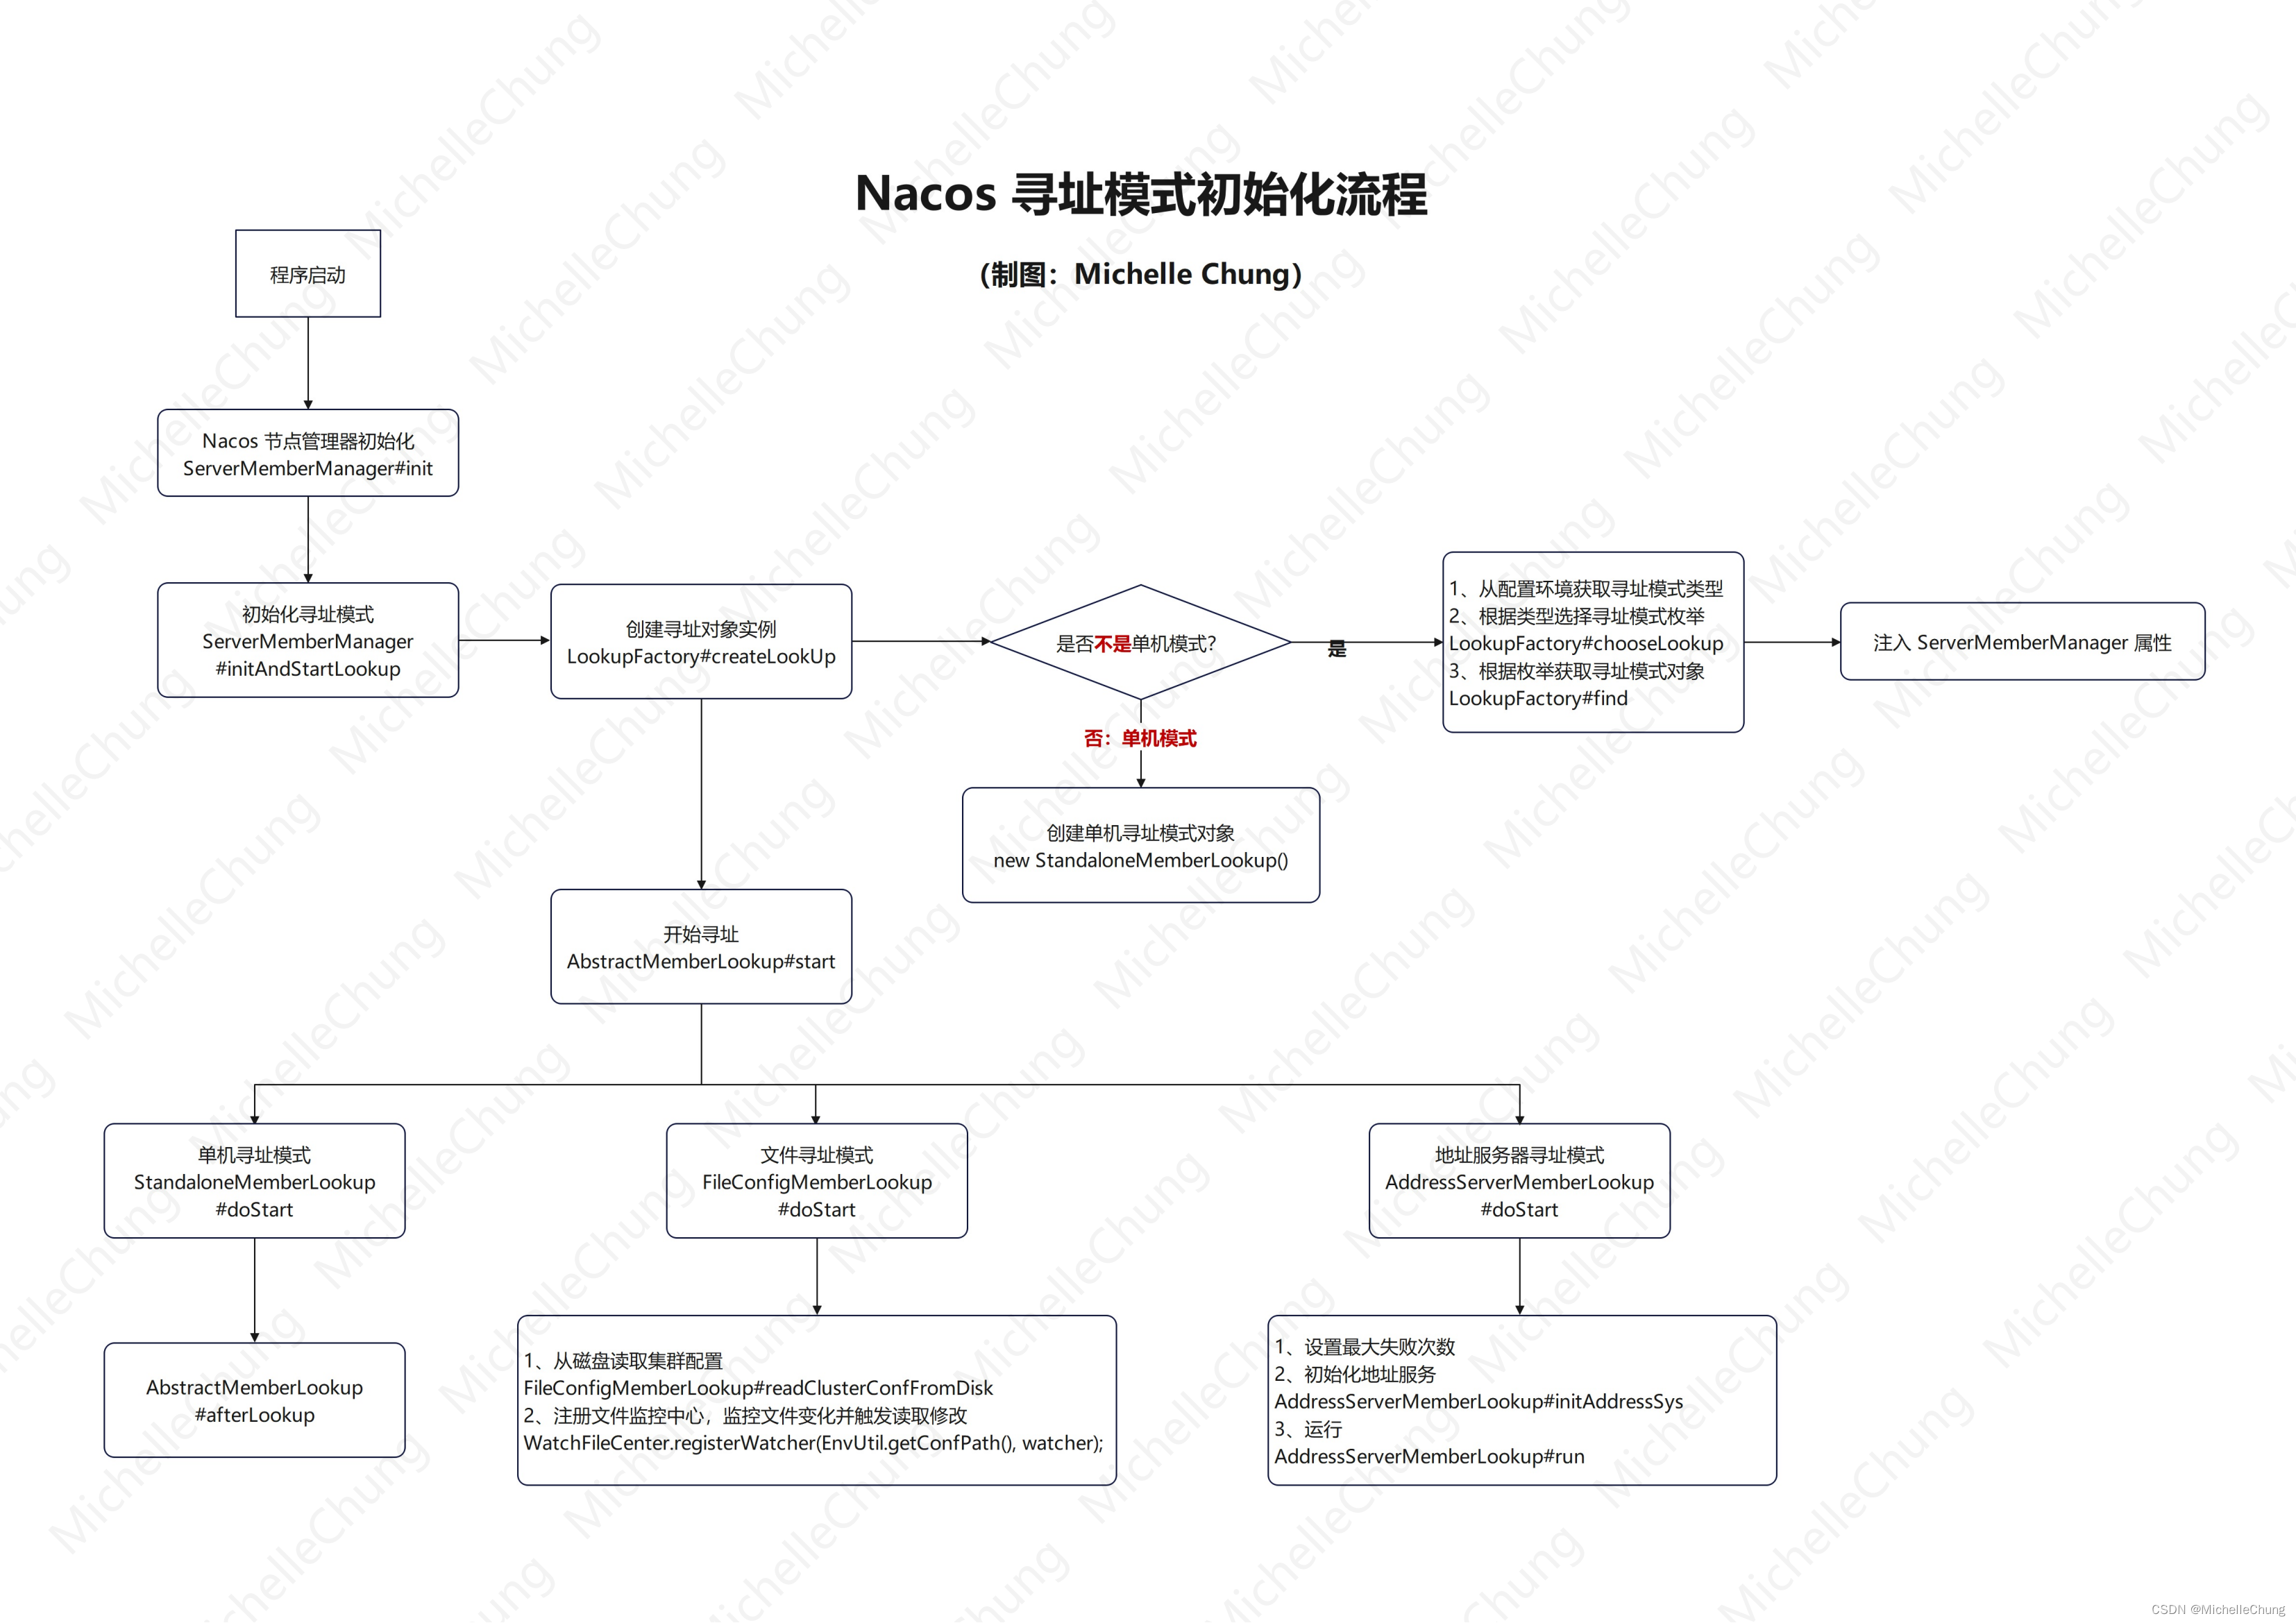 Nacos 寻址模式初始化流程
（制图：Michelle Chung）
程序启动
Nacos 节点管理器初始化
ServerMemberManager#init
初始化寻址模式
ServerMemberManager
#initAndStartLookup
创建寻址对象实例
LookupFactory#createLookUp
是否不是单机模式?
是
1、从配置环境获取寻址模式类型
2、根据类型选择寻址模式枚举
LookupFactory#chooseLookup
3、根据枚举获取寻址模式对象
LookupFactory#find
注入 ServerMemberManager 属性
否：单机模式
创建单机寻址模式对象
new StandaloneMemberLookup()
开始寻址
AbstractMemberLookup#start
单机寻址模式
StandaloneMemberLookup
#doStart
文件寻址模式
FileConfigMemberLookup
#doStart
地址服务器寻址模式
AddressServerMemberLookup
#doStart
AbstractMemberLookup
#afterLookup
1、从磁盘读取集群配置
FileConfigMemberLookup#readClusterConfFromDisk
2、注册文件监控中心，监控文件变化并触发读取修改
WatchFileCenter.registerWatcher(EnvUtil.getConfPath(), watcher);
1、设置最大失败次数
2、初始化地址服务
AddressServerMemberLookup#initAddressSys
3、运行
AddressServerMemberLookup#run
MichelleChung
CSDN @MichelleChung